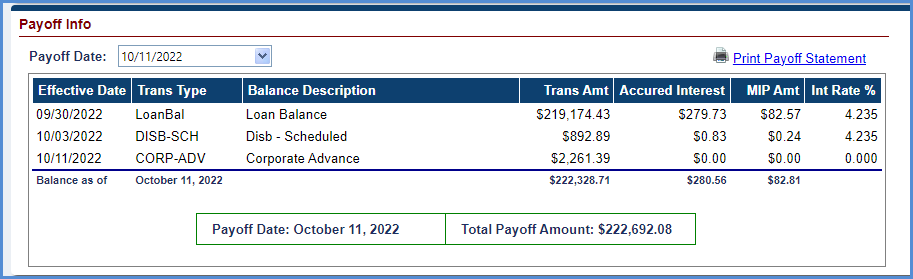 Payoff Info
Payoff Date: 10/11/2022 Print Payoff Statement
Effective Date Trans Type Balance Description Trans Amt Accured Interest MIP Amt Int Rate %
09/30/2022 LoanBal Loan Balance $219,174.43 $279.73 $82.57 4.235
10/03/2022 DISB-SCH Disb - Scheduled $892.89 $0.83 $0.24 4.235
10/11/2022 CORP-ADV Corporate Advance $2,261.39 $0.00 $0.00 0.000
Balance as of October 11, 2022 $222,328.71 $280.56 $82.81
Payoff Date: October 11, 2022 Total Payoff Amount: $222,692.08